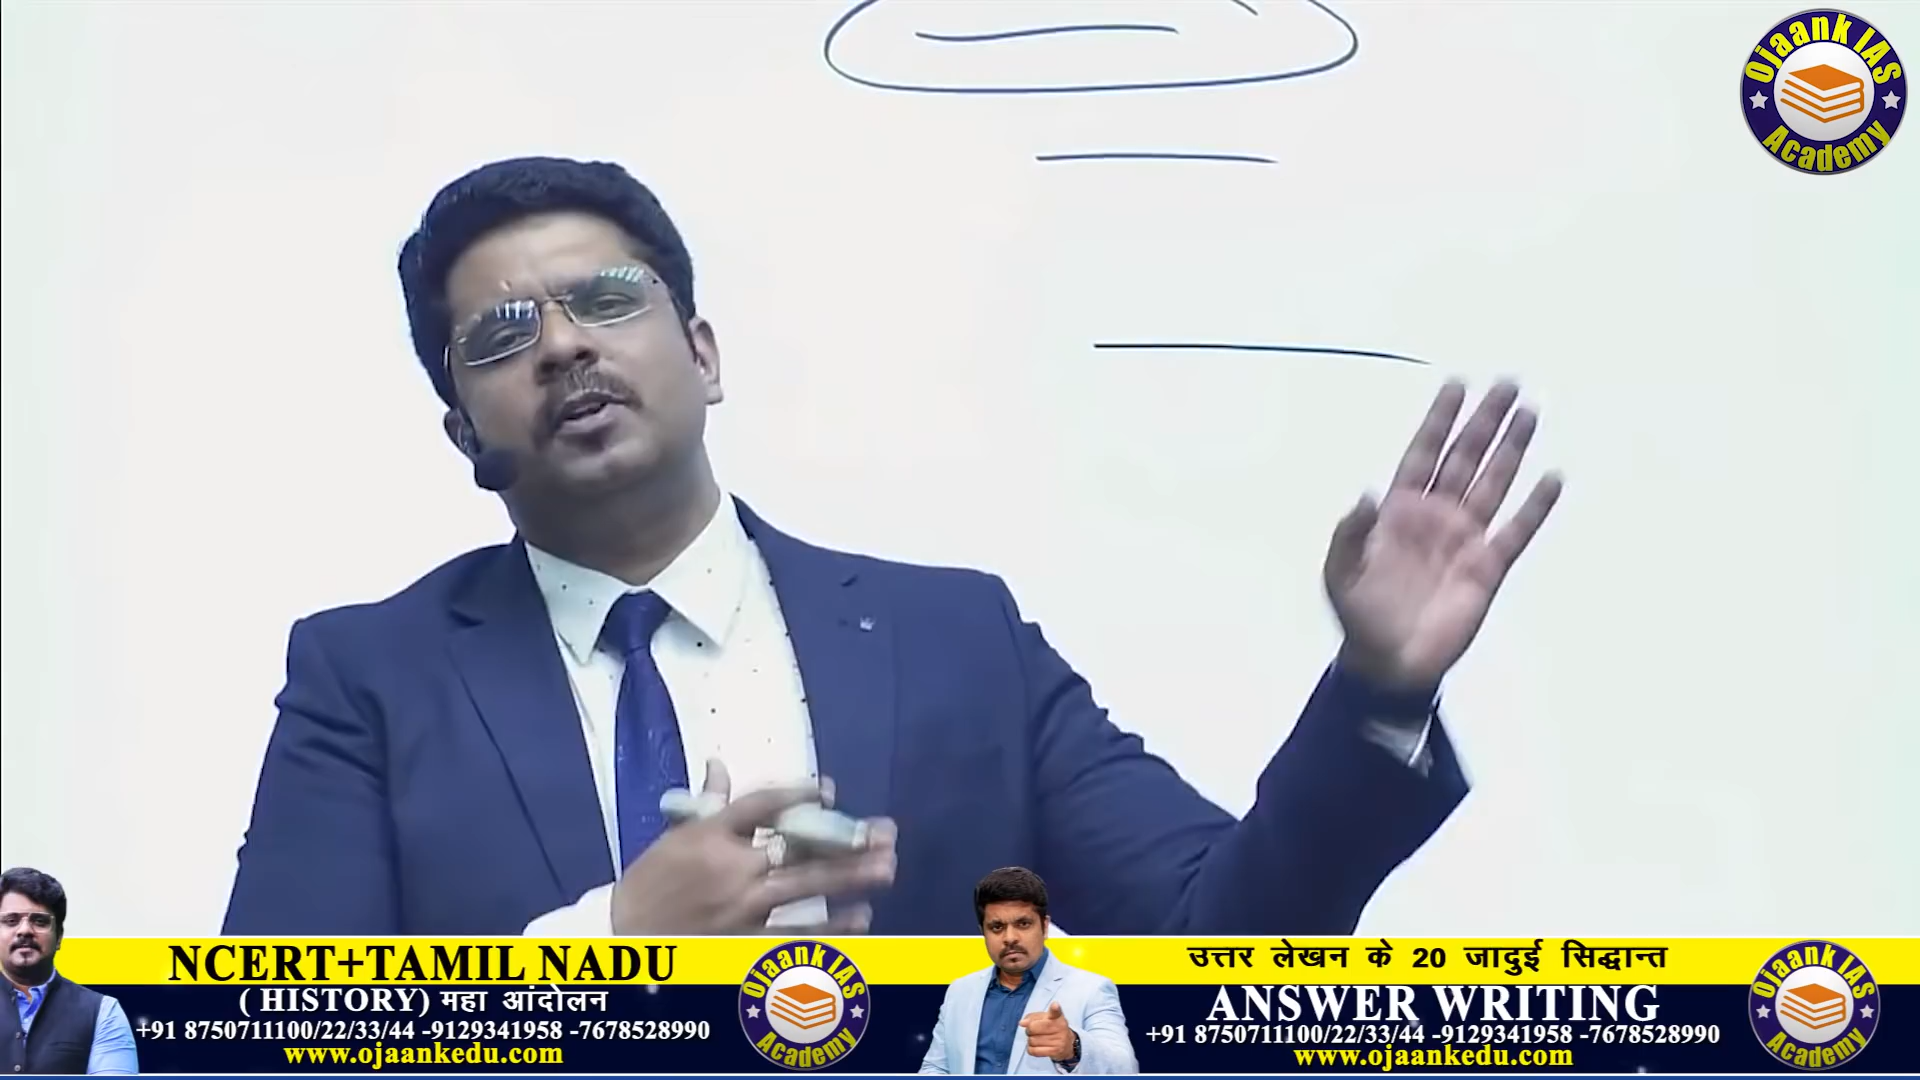 Ojaank IAS
Academy
NCERT+TAMIL NADU
( HISTORY) महा आंदोलन
+91 8750711100/22/33/44 -9129341958 -7678528990
www.ojaankedu.com
Ojaank IAS
Academy
उत्तर लेखन के 20 जादुई सिद्धान्त
ANSWER WRITING
+91 8750711100/22/33/44 -9129341958 -7678528990
www.ojaankedu.com
Ojaank IAS
Academy